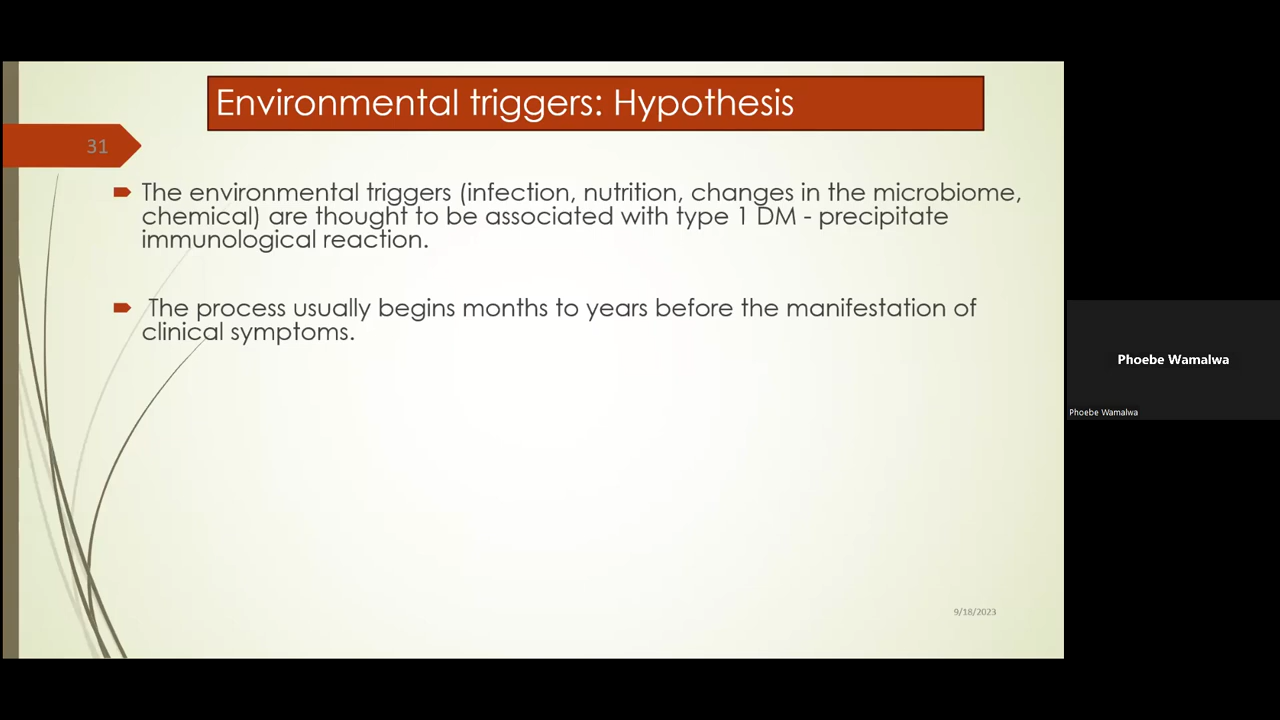 Environmental triggers: Hypothesis
31
The environmental triggers (infection, nutrition, changes in the microbiome,
chemical) are thought to be associated with type 1 DM - precipitate
immunological reaction.
The process usually begins months to years before the manifestation of
clinical symptoms.
9/18/2023
Phoebe Wamalwa
Phoebe Wamalwa